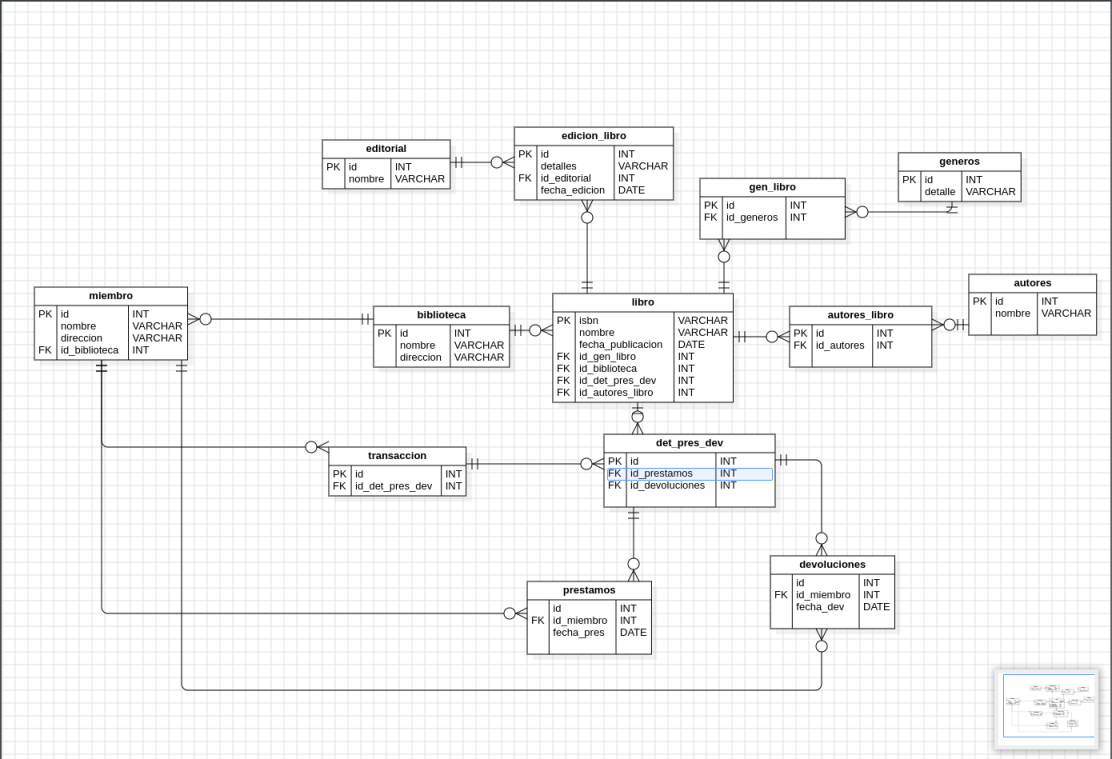 editorial
PK id INT
nombre VARCHAR
edicion_libro
PK id INT
detalles VARCHAR
FK id_editorial INT
fecha_edicion DATE
gen_libro
PK id INT
FK id_generos INT
generos
PK id INT
detalle VARCHAR
miembro
PK id INT
nombre VARCHAR
direccion VARCHAR
FK id_biblioteca INT
biblioteca
PK id INT
nombre VARCHAR
direccion VARCHAR
libro
PK isbn VARCHAR
nombre VARCHAR
fecha_publicacion DATE
FK id_gen_libro INT
FK id_biblioteca INT
FK id_det_pres_dev INT
FK id_autores_libro INT
autores_libro
PK id INT
FK id_autores INT
autores
PK id INT
nombre VARCHAR
transaccion
PK id INT
FK id_det_pres_dev INT
det_pres_dev
PK id INT
FK id_prestamos INT
FK id_devoluciones INT
prestamos
id INT
FK id_miembro INT
fecha_pres DATE
devoluciones
id INT
FK id_miembro INT
fecha_dev DATE